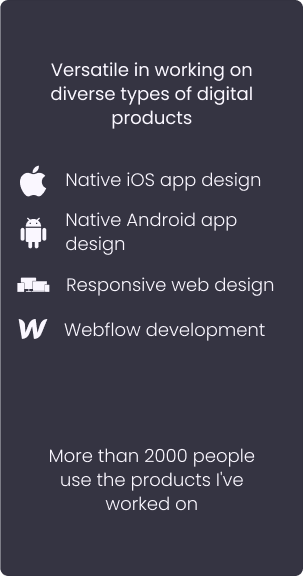 Versatile in working on
diverse types of digital
products
Native iOS app design
Native Android app
design
Responsive web design
Webflow development
More than 2000 people
use the products I've
worked on